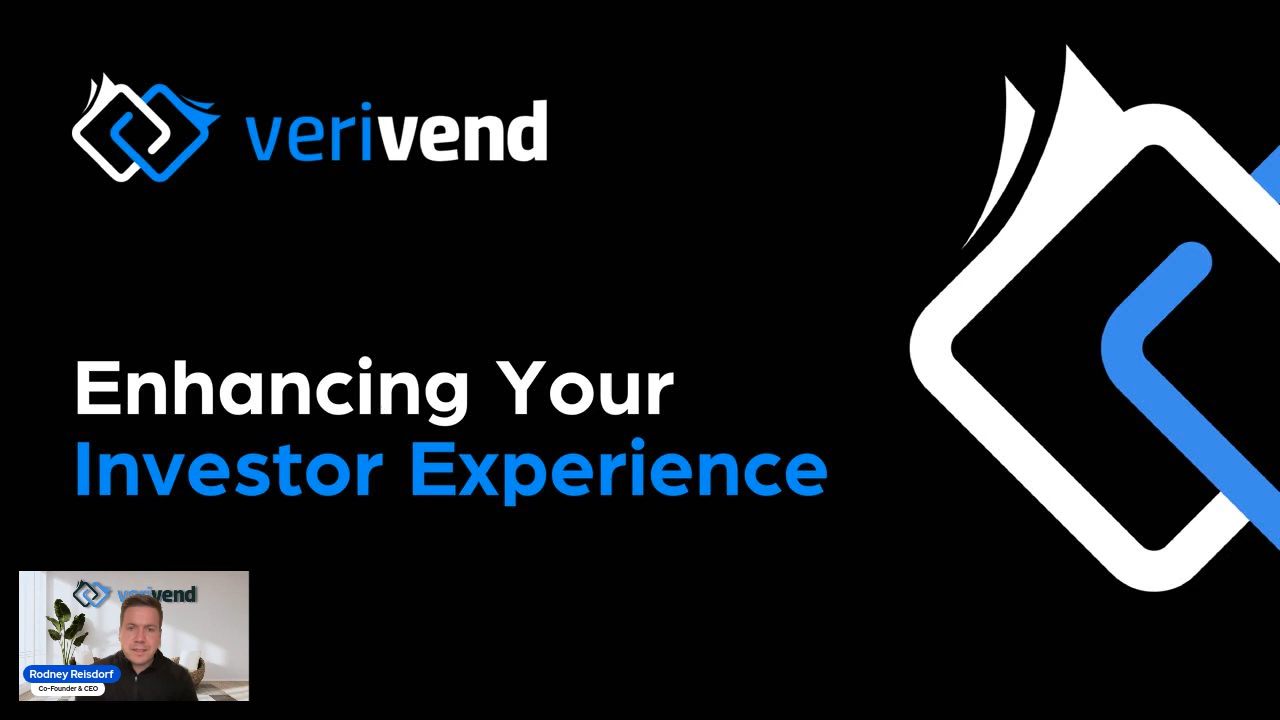 verivend
Enhancing Your
Investor Experience
verivend
Rodney Reisdorf
Co-Founder & CEO